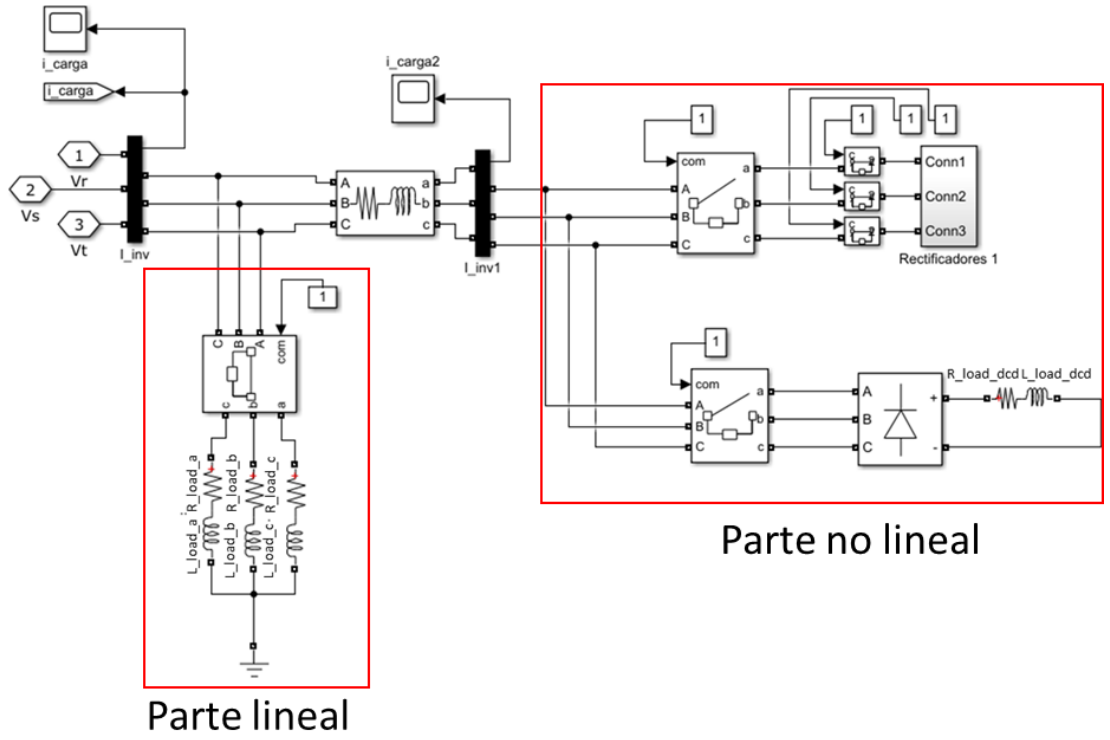 i_carga
i_carga
1
Vr
2
Vs
3
Vt
I_inv
i_carga2
A
B
C
a
b
c
I_inv1
1
com
A
B
C
a
b
c
1
1
1
Conn1
Conn2
Conn3
Rectificadores 1
1
com
A
B
C
a
b
c
A
B
C
+
-
R_load_dcd
L_load_dcd
Parte no lineal
1
C
B
A
com
c
b
a
R_load_a
R_load_b
R_load_c
L_load_a
L_load_b
L_load_c
Parte lineal